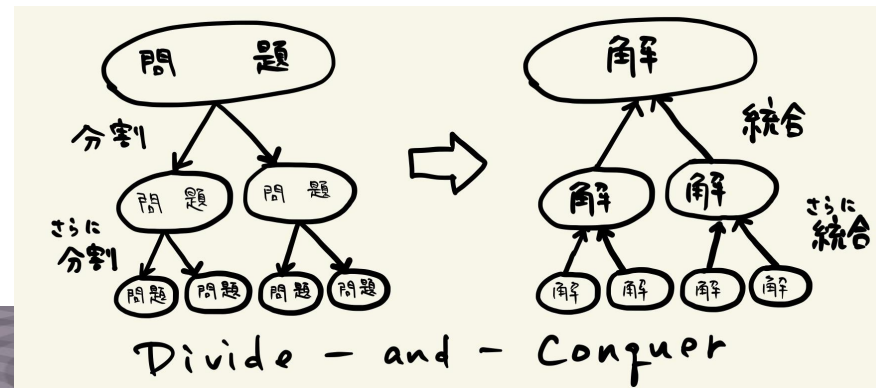 問 題
分割
問 題
問 題
さらに
分割
問題
問題
問題
問題
解
統合
解
解
さらに
統合
解
解
解
解
Divide - and - Conquer